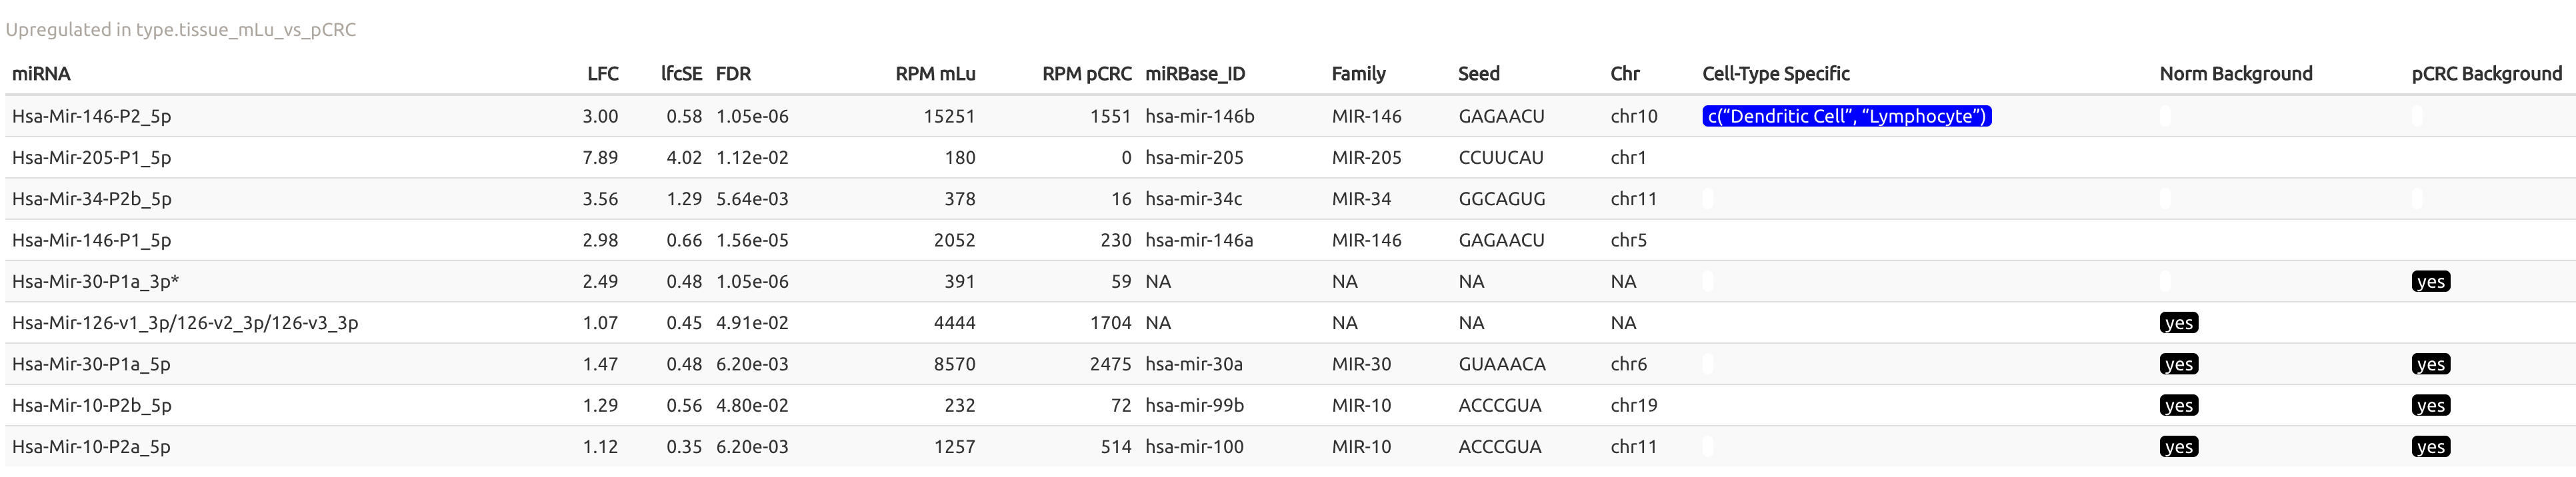 Upregulated in type.tissue_mLu_vs_pCRC
miRNA LFC lfcSE FDR RPM mLu RPM pCRC miRBase_ID Family Seed Chr Cell-Type Specific Norm Background pCRC Background
Hsa-Mir-146-P2_5p 3.00 0.58 1.05e-06 15251 1551 hsa-mir-146b MIR-146 GAGAACU chr10 c(“Dendritic Cell”, “Lymphocyte”)
Hsa-Mir-205-P1_5p 7.89 4.02 1.12e-02 180 0 hsa-mir-205 MIR-205 CCUUCAU chr1
Hsa-Mir-34-P2b_5p 3.56 1.29 5.64e-03 378 16 hsa-mir-34c MIR-34 GGCAGUG chr11
Hsa-Mir-146-P1_5p 2.98 0.66 1.56e-05 2052 230 hsa-mir-146a MIR-146 GAGAACU chr5
Hsa-Mir-30-P1a_3p* 2.49 0.48 1.05e-06 391 59 NA NA NA NA yes
Hsa-Mir-126-v1_3p/126-v2_3p/126-v3_3p 1.07 0.45 4.91e-02 4444 1704 NA NA NA NA yes
Hsa-Mir-30-P1a_5p 1.47 0.48 6.20e-03 8570 2475 hsa-mir-30a MIR-30 GUAAACA chr6 yes yes
Hsa-Mir-10-P2b_5p 1.29 0.56 4.80e-02 232 72 hsa-mir-99b MIR-10 ACCCGUA chr19 yes yes
Hsa-Mir-10-P2a_5p 1.12 0.35 6.20e-03 1257 514 hsa-mir-100 MIR-10 ACCCGUA chr11 yes yes